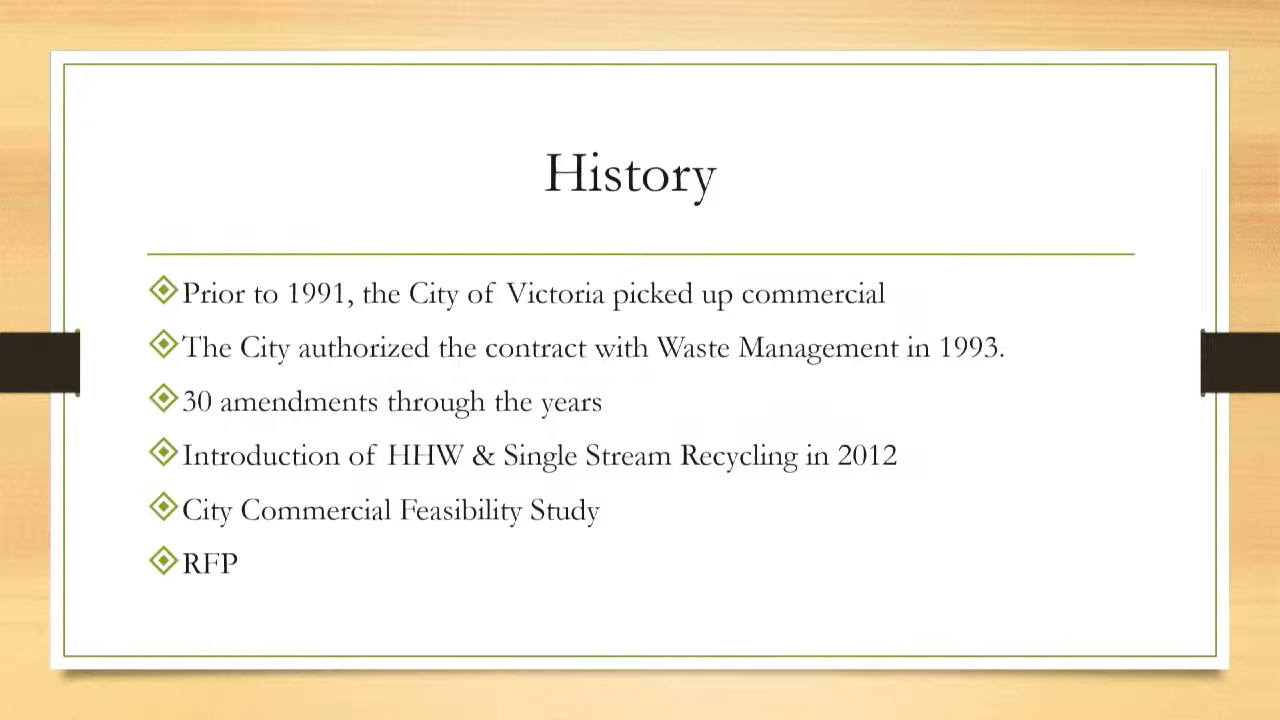 History
Prior to 1991, the City of Victoria picked up commercial
The City authorized the contract with Waste Management in 1993.
30 amendments through the years
Introduction of HHW & Single Stream Recycling in 2012
City Commercial Feasibility Study
RFP